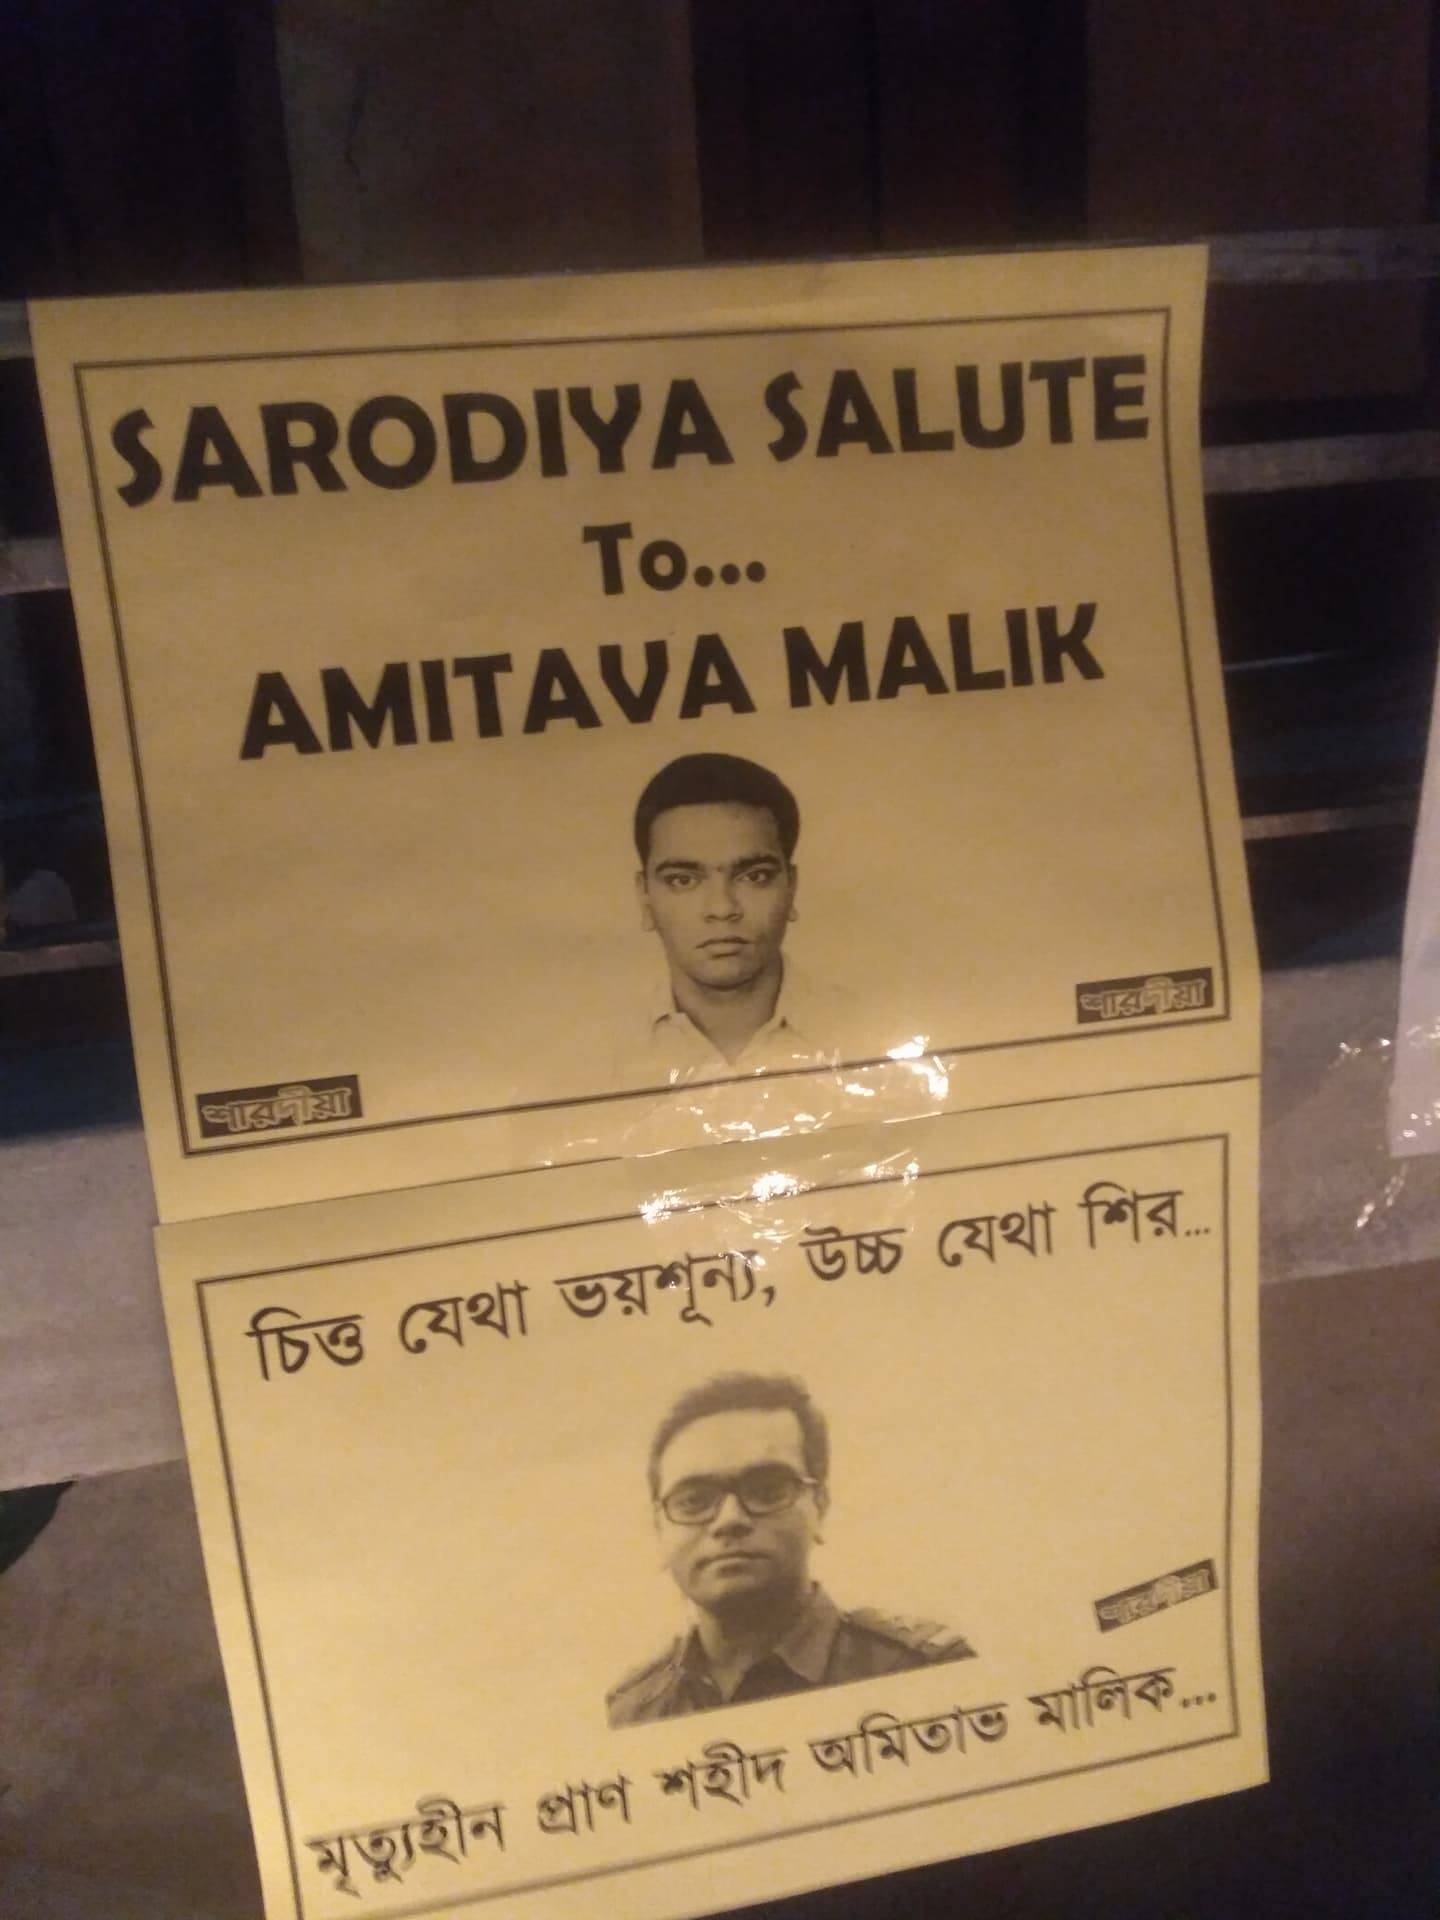 SARODIYA SALUTE
To...
AMITAVA MALIK
শারদীয়া
শারদীয়া
চিত্ত যেথা ভয়শূন্য, উচ্চ যেথা শির...
শারদীয়া
মৃত্যুহীন প্রাণ শহীদ অমিতাভ মালিক...